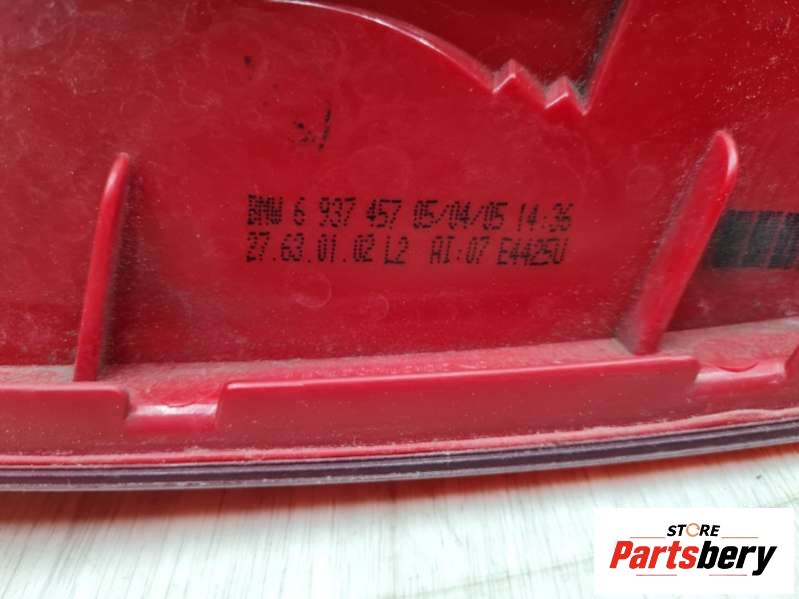 BMW 6 937 457 05/04/05 14:36
27.63.01.02 L2 AI:07 E4425U
STORE
Partsbery